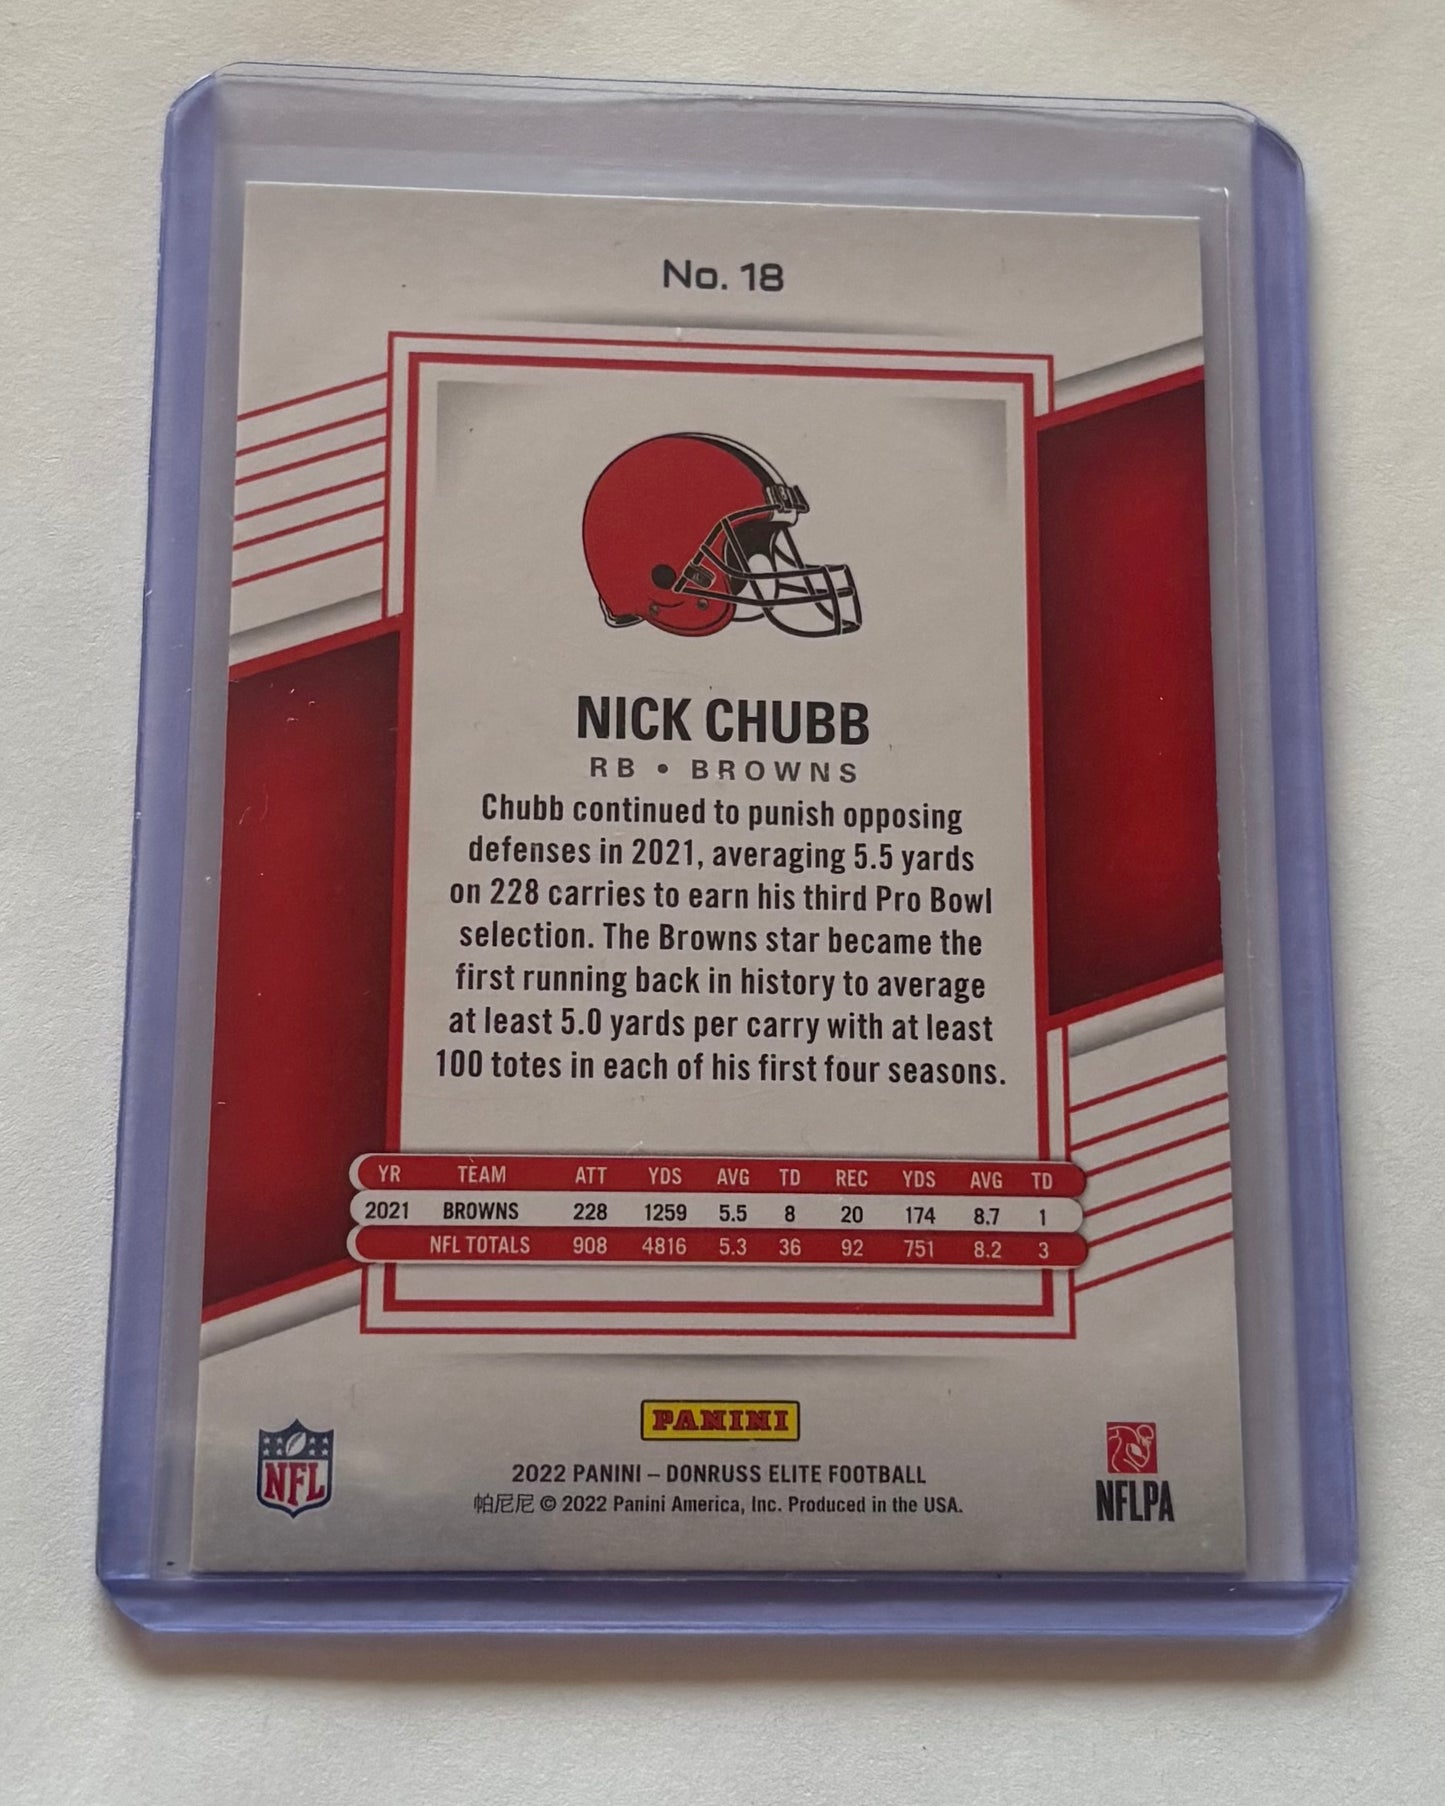 No. 18
NICK CHUBB
RB • BROWNS
Chubb continued to punish opposing
defenses in 2021, averaging 5.5 yards
on 228 carries to earn his third Pro Bowl
selection. The Browns star became the
first running back in history to average
at least 5.0 yards per carry with at least
100 totes in each of his first four seasons.
YR TEAM ATT YDS AVG TD REC YDS AVG TD
2021 BROWNS 228 1259 5.5 8 20 174 8.7 1
NFL TOTALS 908 4816 5.3 36 92 751 8.2 3
PANINI
NFL
2022 PANINI – DONRUSS ELITE FOOTBALL
帕尼尼 © 2022 Panini America, Inc. Produced in the USA.
NFLPA